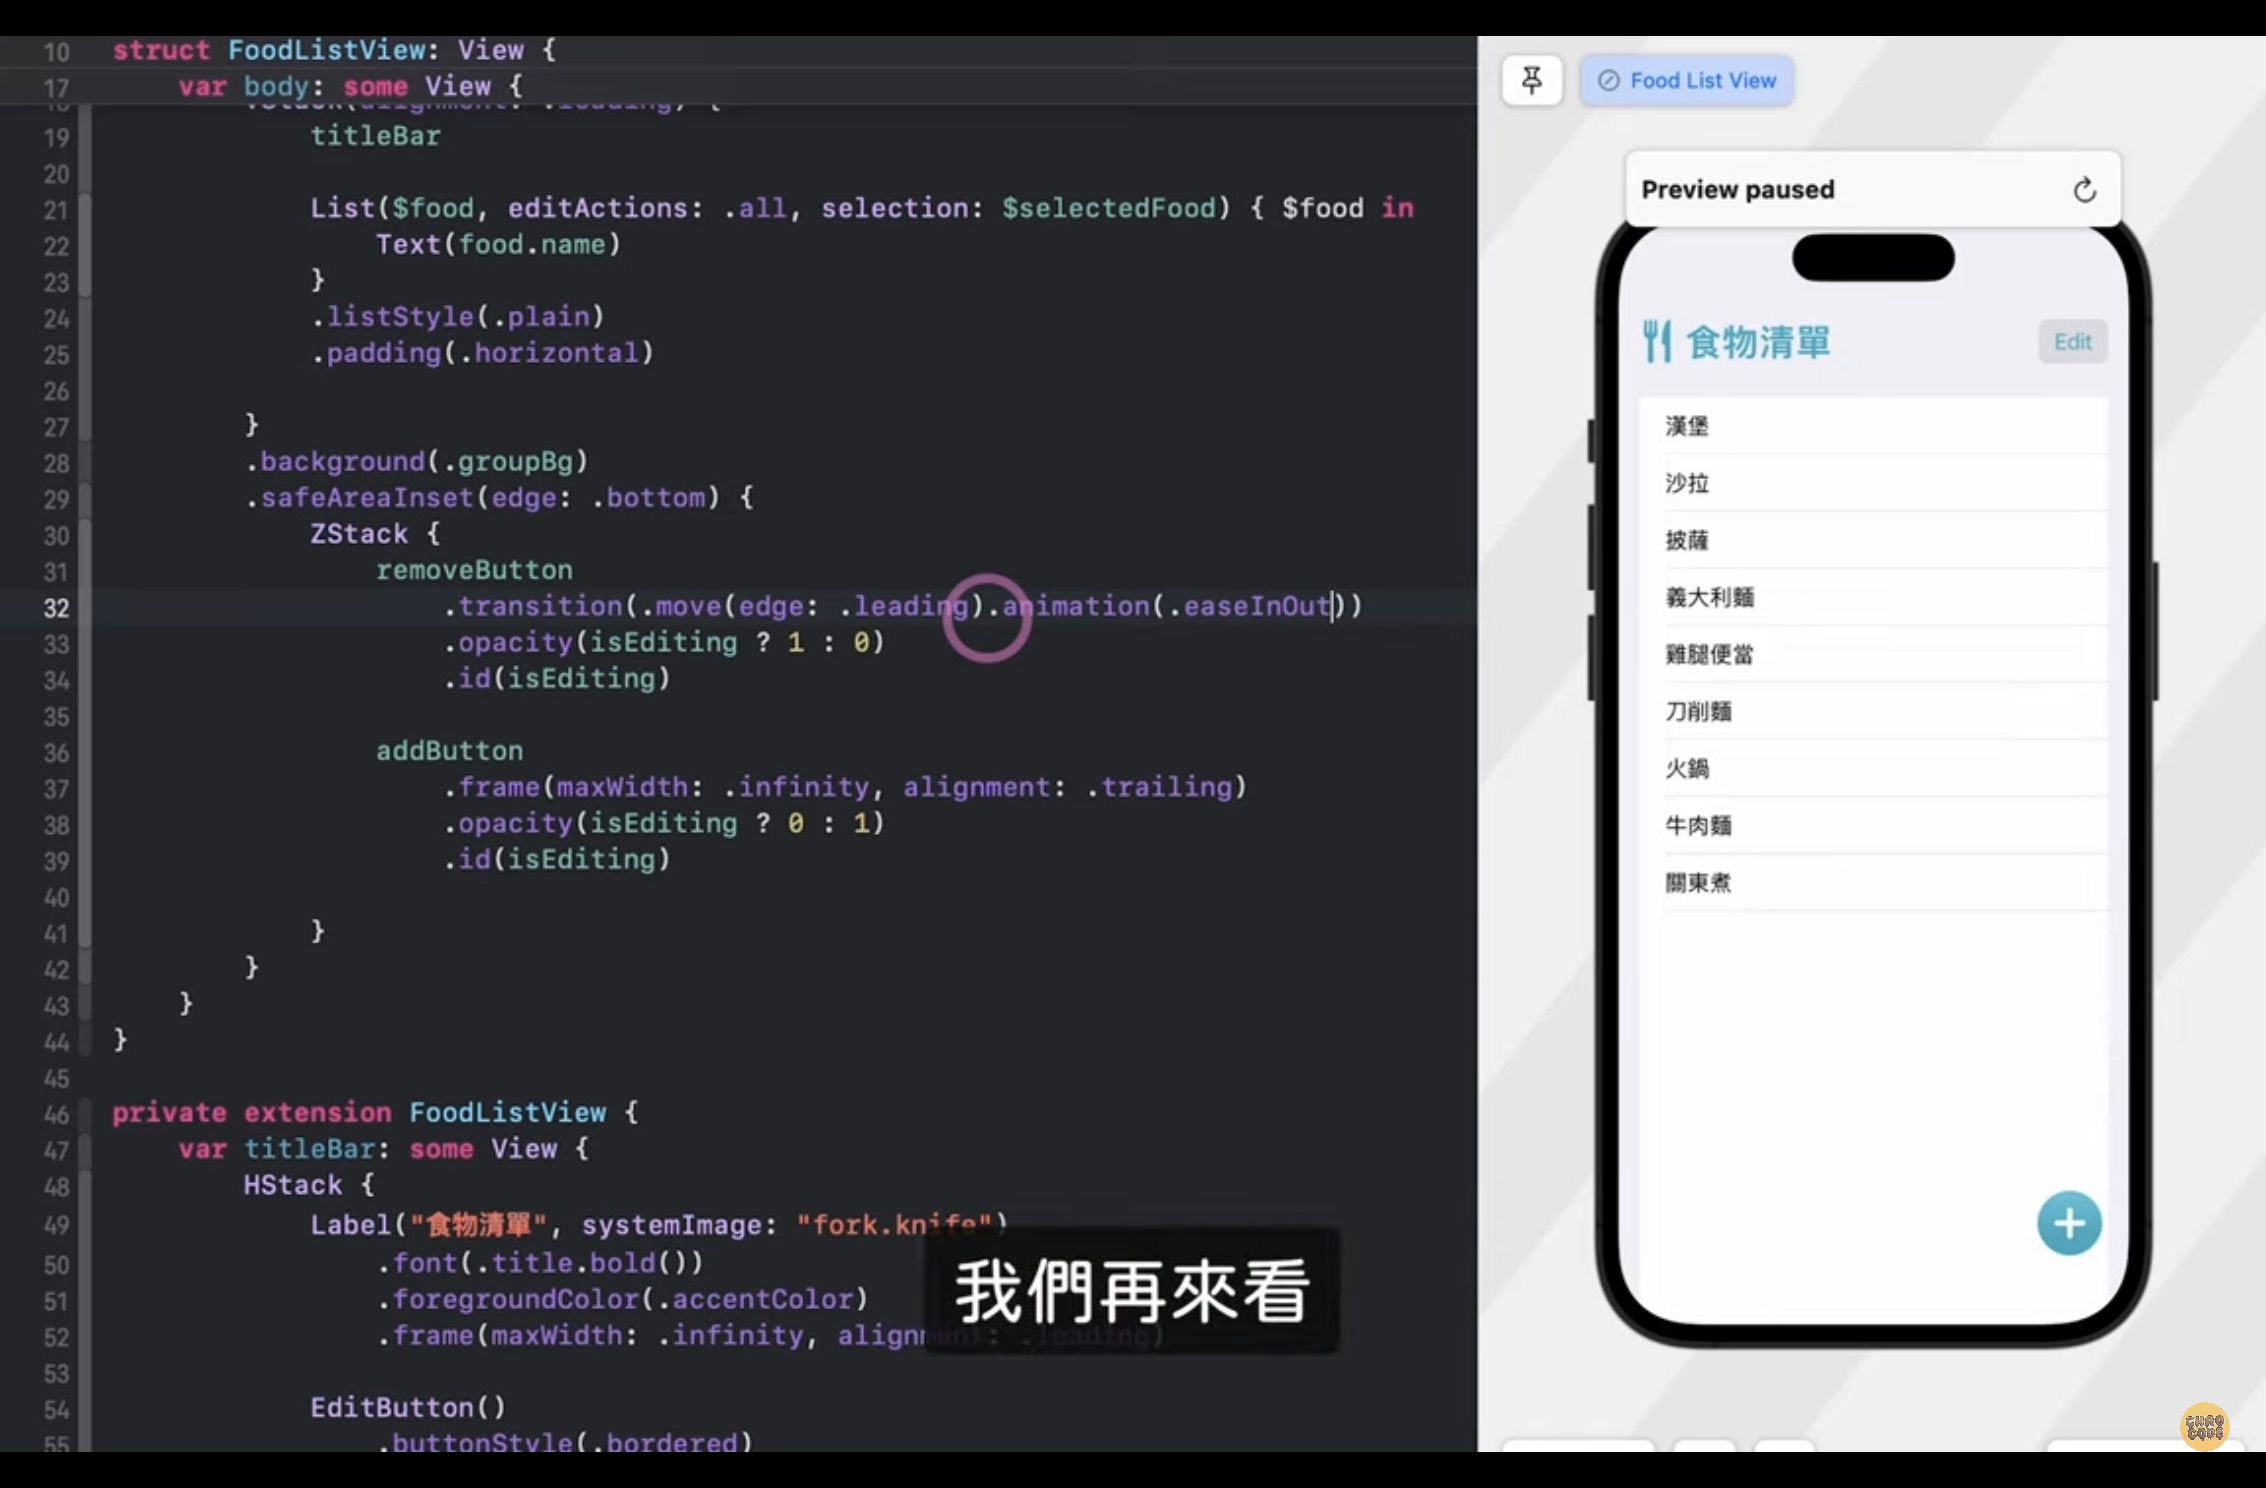 10 struct FoodListView: View {
17 var body: some View {
19 titleBar
20
21 List($food, editActions: .all, selection: $selectedFood) { $food in
22 Text(food.name)
23 }
24 .listStyle(.plain)
25 .padding(.horizontal)
26
27 }
28 .background(.groupBg)
29 .safeAreaInset(edge: .bottom) {
30 ZStack {
31 removeButton
32 .transition(.move(edge: .leading).animation(.easeInOut))
33 .opacity(isEditing ? 1 : 0)
34 .id(isEditing)
35
36 addButton
37 .frame(maxWidth: .infinity, alignment: .trailing)
38 .opacity(isEditing ? 0 : 1)
39 .id(isEditing)
40
41 }
42 }
43 }
44 }
45
46 private extension FoodListView {
47 var titleBar: some View {
48 HStack {
49 Label("食物清單", systemImage: "fork.knife")
50 .font(.title.bold())
51 .foregroundColor(.accentColor)
52 .frame(maxWidth: .infinity, alignment: .leading)
53
54 EditButton()
55 .buttonStyle(.bordered)
我們再來看
Food List View
Preview paused
食物清單 Edit
漢堡
沙拉
披薩
義大利麵
雞腿便當
刀削麵
火鍋
牛肉麵
關東煮
CHAO
CODE